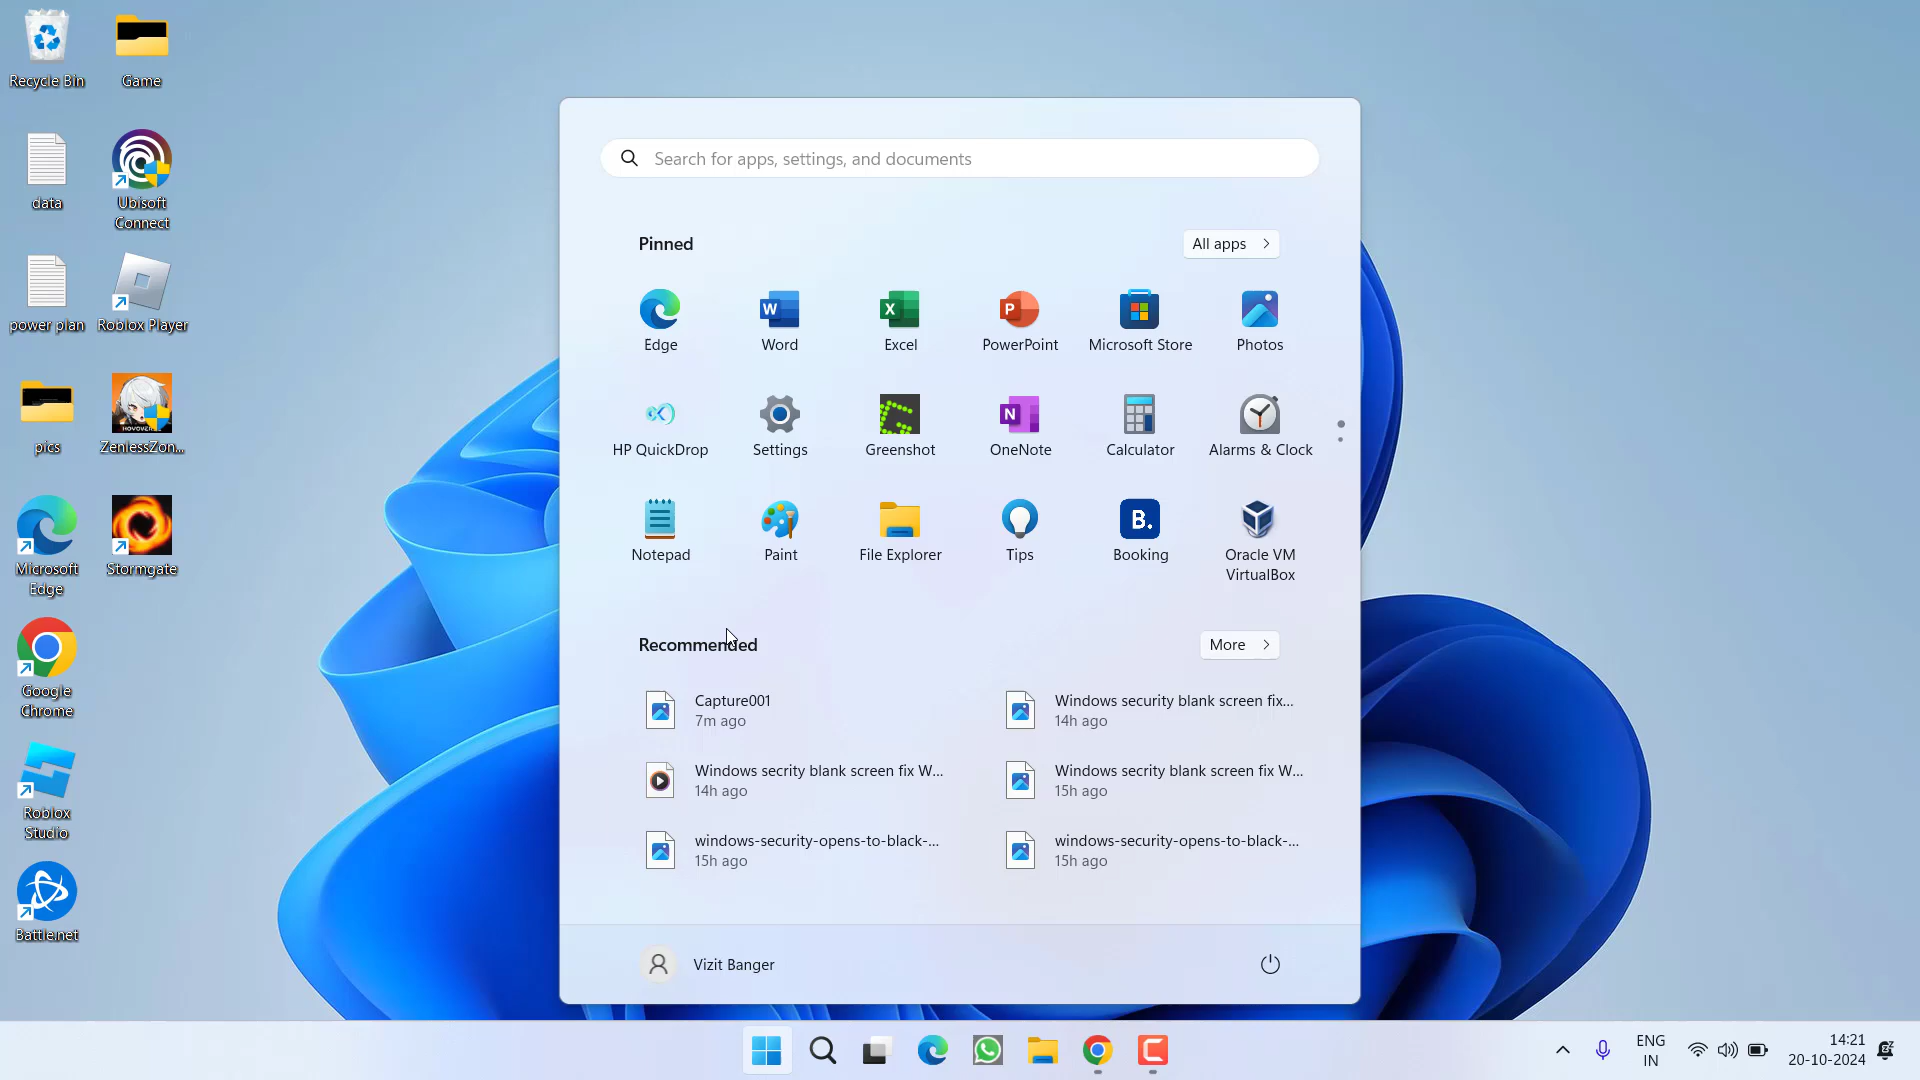 Recycle Bin
Game
data
Ubisoft
Connect
power plan
Roblox Player
pics
ZenlessZon...
Microsoft
Edge
Stormgate
Google
Chrome
Roblox
Studio
Battle.net
Search for apps, settings, and documents
Pinned
All apps
Edge
Word
Excel
PowerPoint
Microsoft Store
Photos
HP QuickDrop
Settings
Greenshot
OneNote
Calculator
Alarms & Clock
Notepad
Paint
File Explorer
Tips
Booking
Oracle VM
VirtualBox
Recommended
More
Capture001
7m ago
Windows security blank screen fix...
14h ago
Windows secrity blank screen fix W...
14h ago
Windows secrity blank screen fix W...
15h ago
windows-security-opens-to-black-...
15h ago
windows-security-opens-to-black-...
15h ago
Vizit Banger
ENG
IN
14:21
20-10-2024